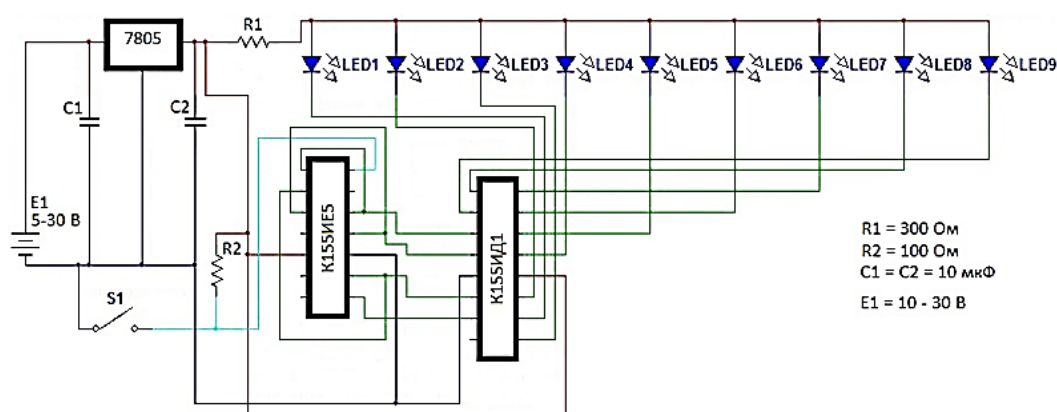 7805
R1
LED1 LED2 LED3 LED4 LED5 LED6 LED7 LED8 LED9
C1
C2
E1
5-30 В
R2
S1
К155ИЕ5
К155ИД1
R1 = 300 Ом
R2 = 100 Ом
C1 = C2 = 10 мкФ
E1 = 10 - 30 В